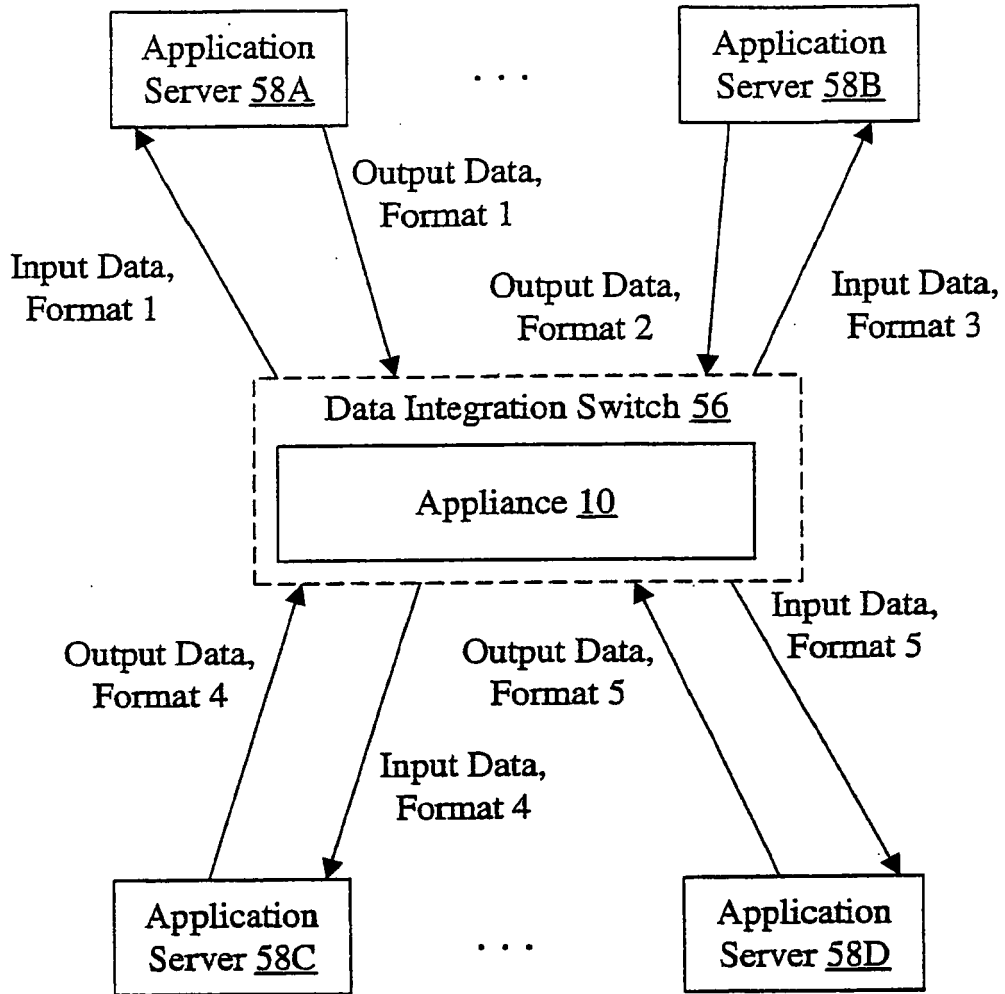 Application
Server 58A
. . .
Application
Server 58B
Output Data,
Format 1
Input Data,
Format 1
Output Data,
Format 2
Input Data,
Format 3
Data Integration Switch 56
Appliance 10
Output Data,
Format 4
Input Data,
Format 4
Output Data,
Format 5
Input Data,
Format 5
Application
Server 58C
. . .
Application
Server 58D